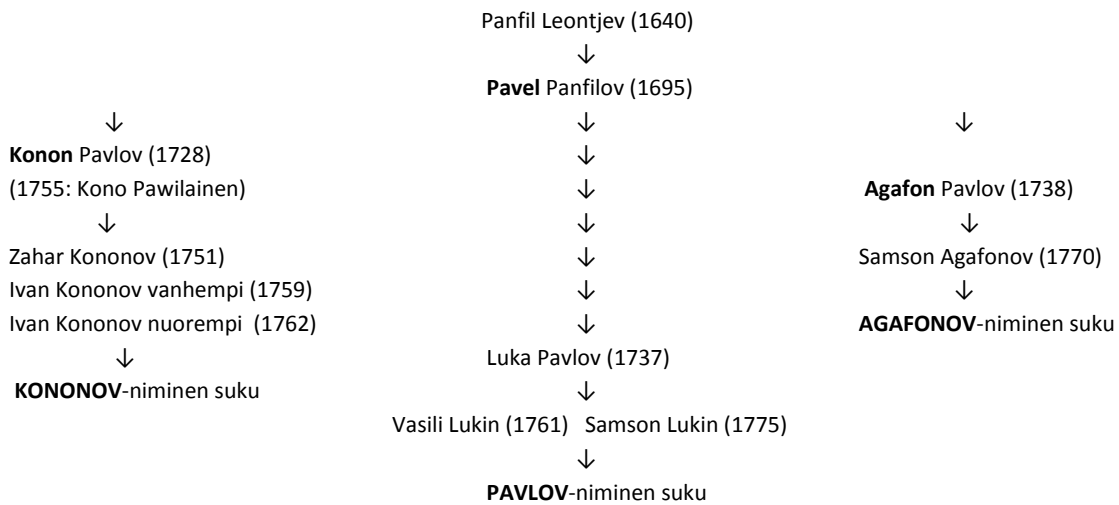 Panfil Leontjev (1640)
↓
Pavel Panfilov (1695)
↓ ↓ ↓
Konon Pavlov (1728) ↓
(1755: Kono Pawilainen) ↓ Agafon Pavlov (1738)
↓ ↓ ↓
Zahar Kononov (1751) ↓ Samson Agafonov (1770)
Ivan Kononov vanhempi (1759) ↓ ↓
Ivan Kononov nuorempi (1762) ↓ AGAFONOV-niminen suku
↓ Luka Pavlov (1737)
KONONOV-niminen suku ↓
Vasili Lukin (1761) Samson Lukin (1775)
↓
PAVLOV-niminen suku